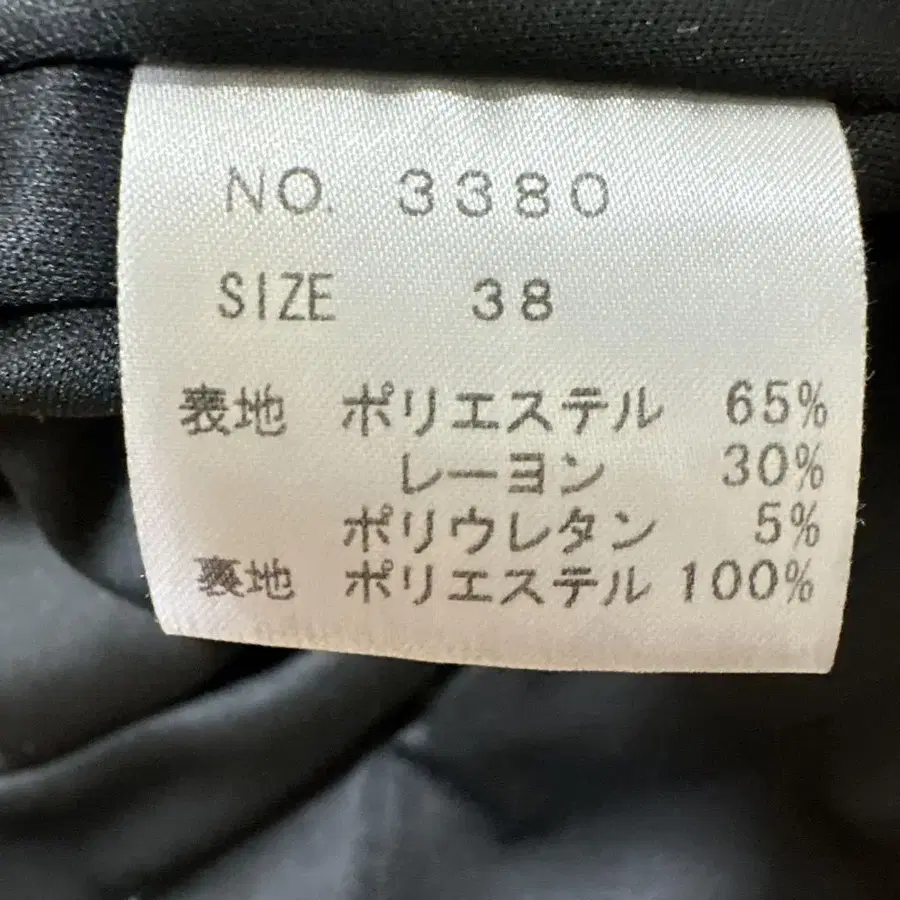 NO. 3380
SIZE 38
表地 ポリエステル 65%
レーヨン 30%
ポリウレタン 5%
裏地 ポリエステル 100%